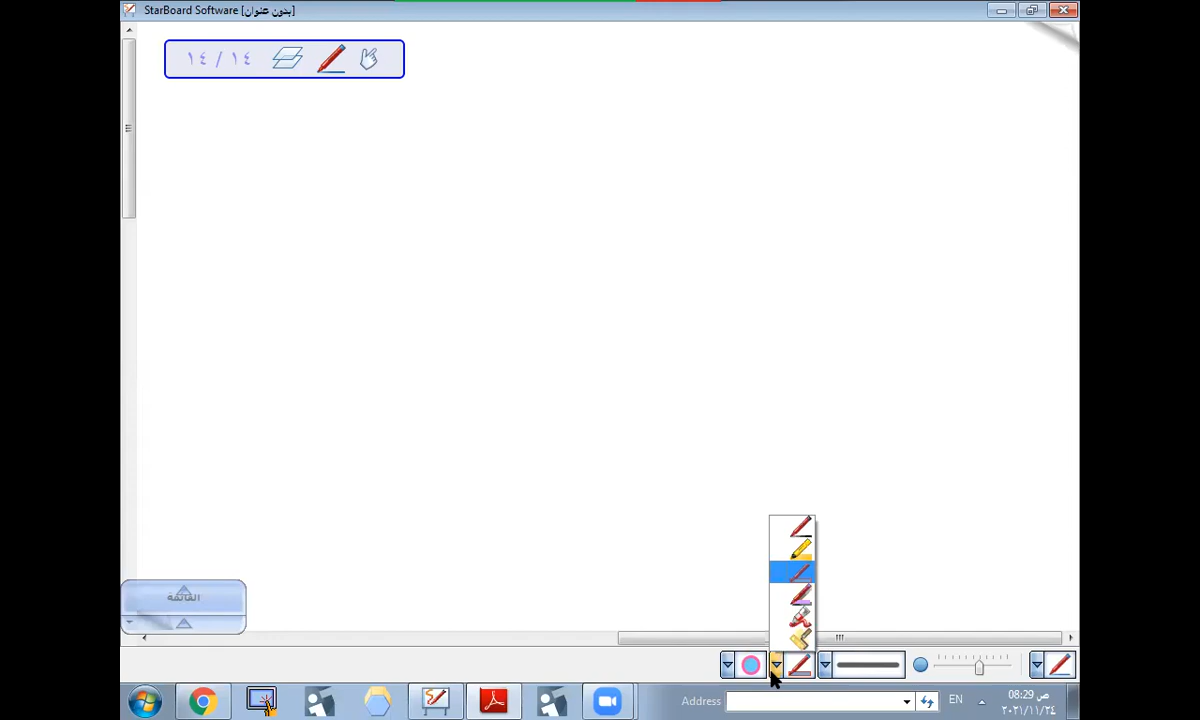 StarBoard Software [بدون عنوان]
١٤ / ١٤
القائمة
Address
EN
08:29 ص
٢٠٢١/١١/٢٤